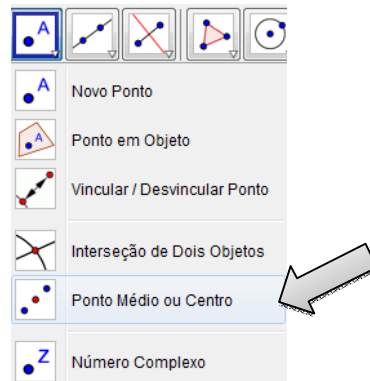 A
A
Novo Ponto
A
Ponto em Objeto
Vincular / Desvincular Ponto
Interseção de Dois Objetos
Ponto Médio ou Centro
Z
Número Complexo